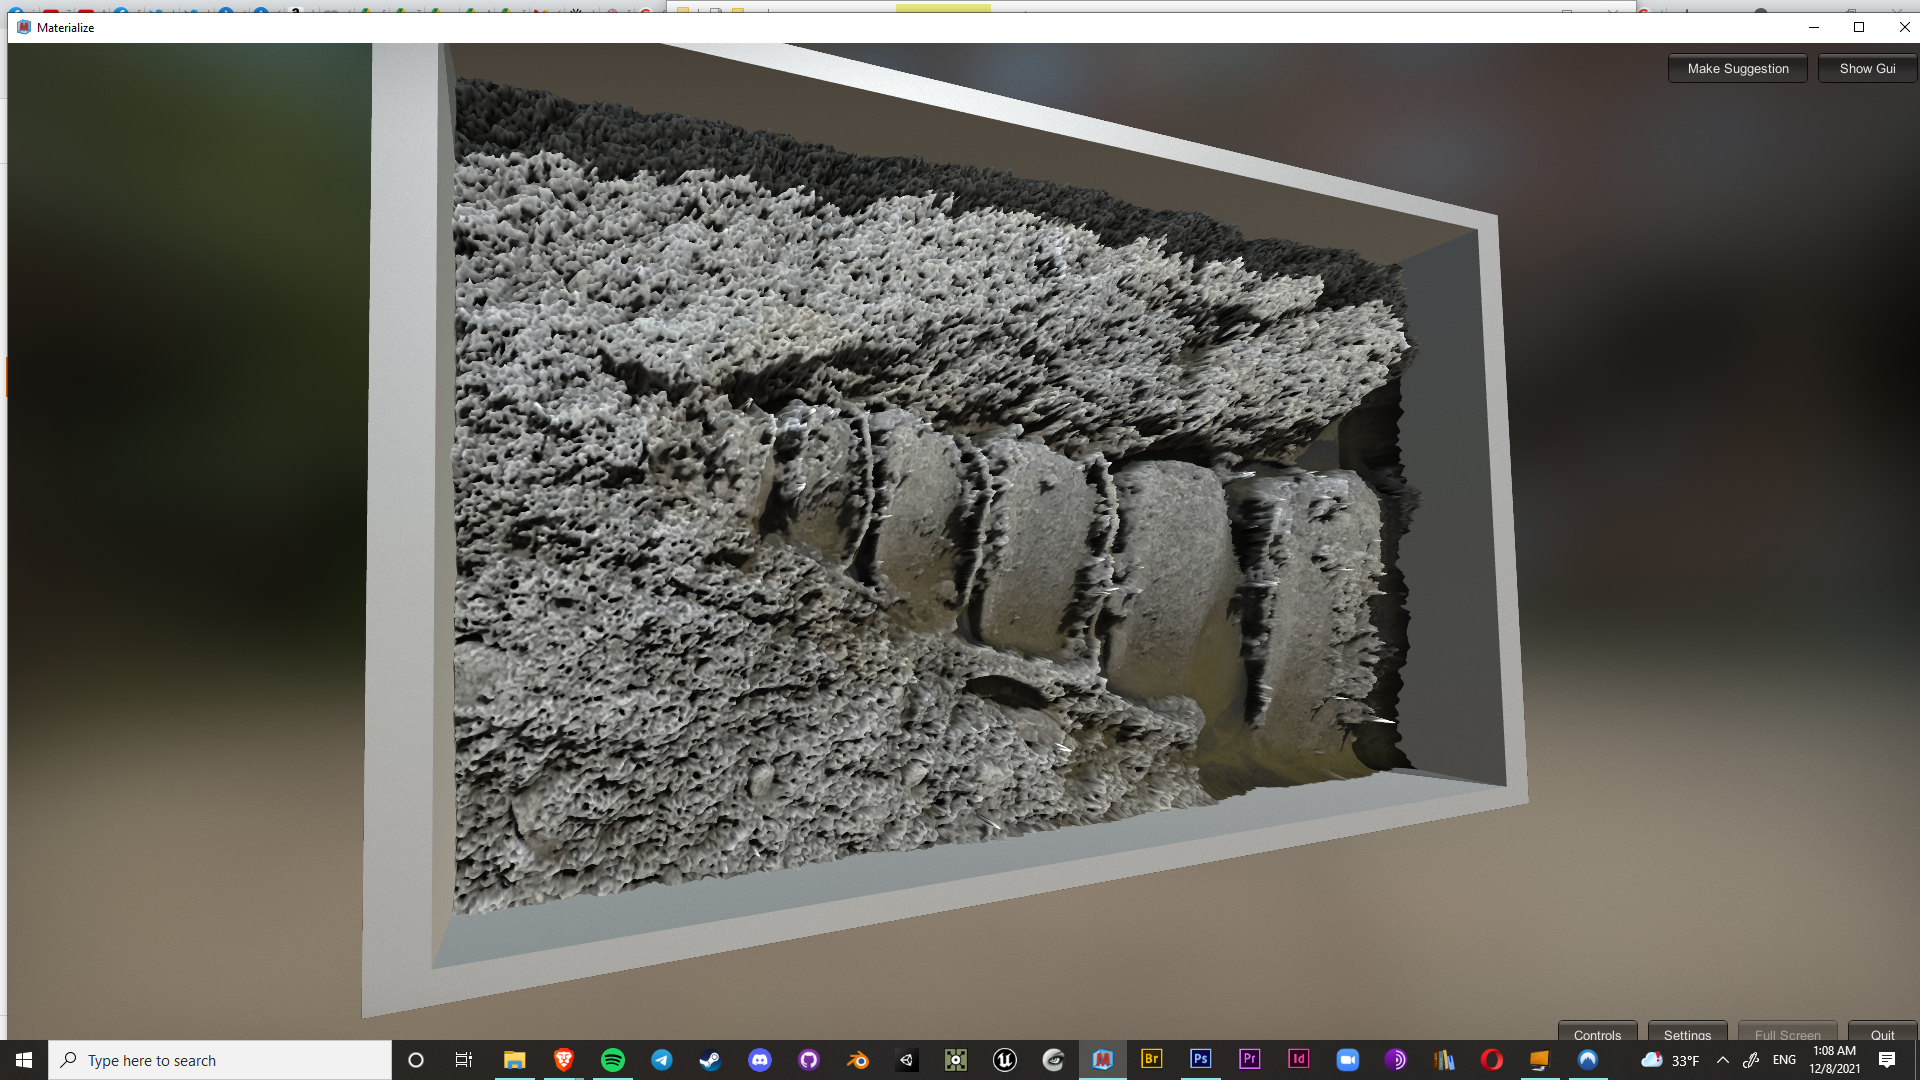 Materialize
Make Suggestion
Show Gui
Controls
Settings
Full Screen
Quit
Type here to search
Br
Ps
Pr
Id
33°F
ENG
1:08 AM
12/8/2021